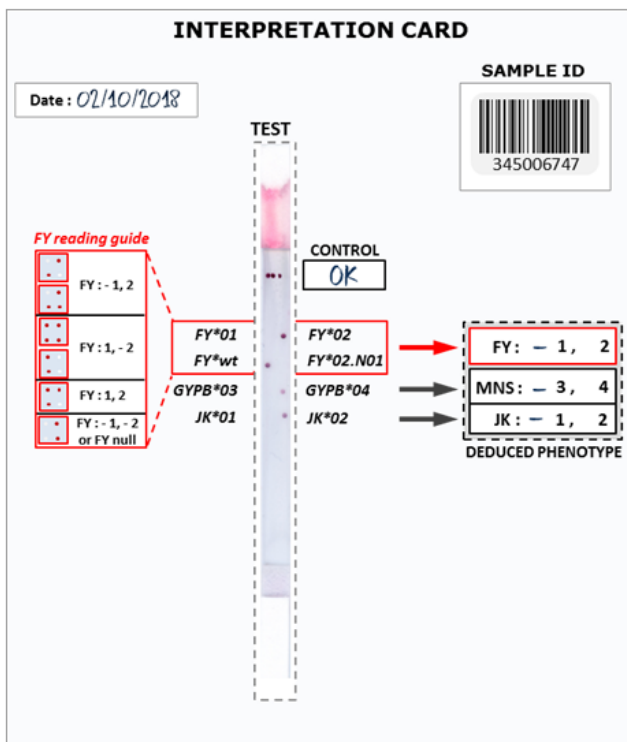 INTERPRETATION CARD
SAMPLE ID
Date : 02/10/2018
345006747
TEST
FY reading guide
CONTROL
OK
FY : - 1, 2
FY : 1, - 2
FY : 1, 2
FY : - 1, - 2
or FY null
FY*01
FY*02
FY*wt
FY*02.N01
GYPB*03
GYPB*04
JK*01
JK*02
FY: - 1, 2
MNS: - 3, 4
JK : - 1, 2
DEDUCED PHENOTYPE